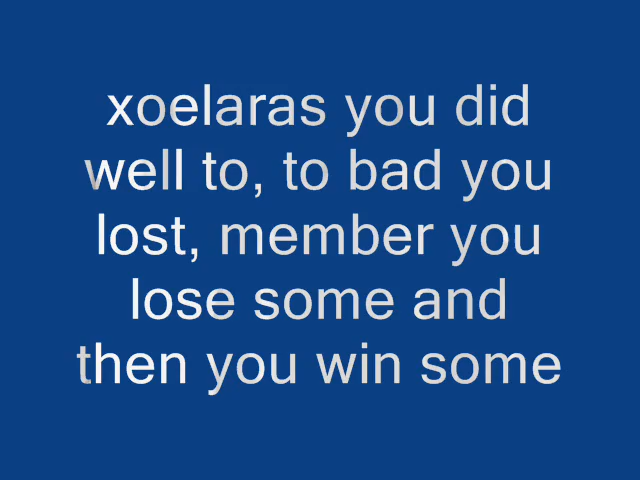 xoelaras you did
well to, to bad you
lost, member you
lose some and
then you win some